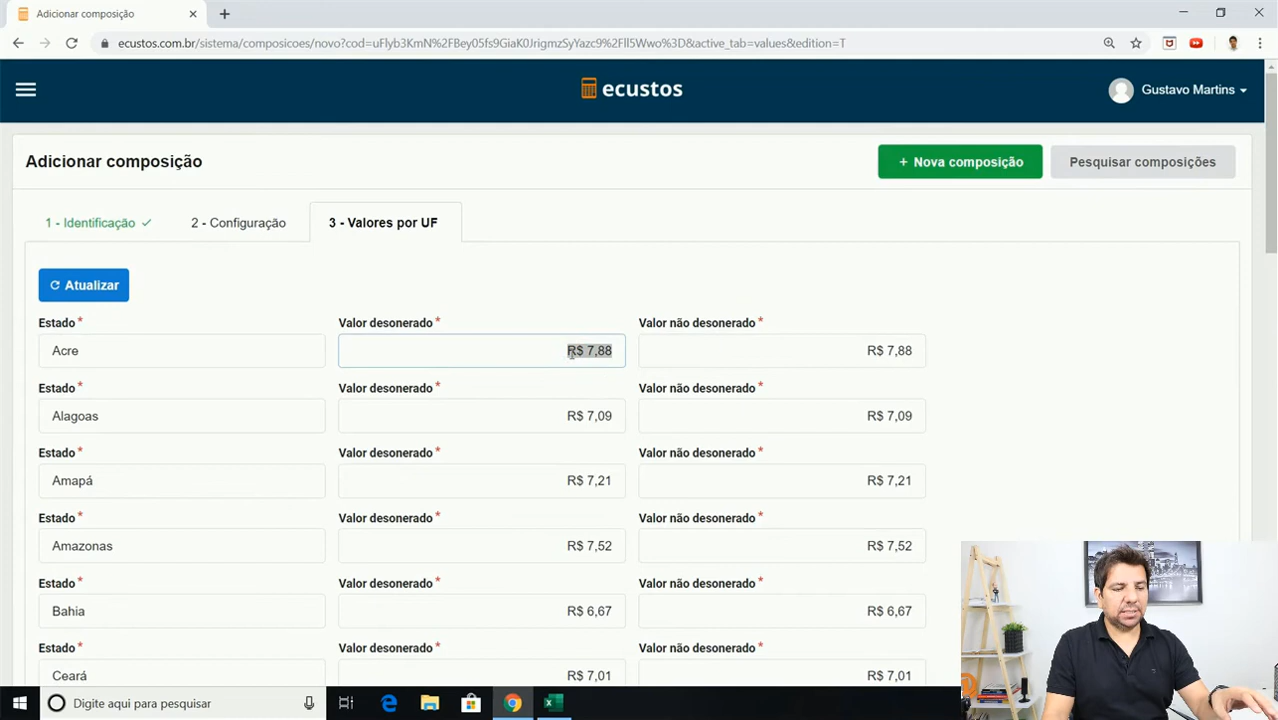 Adicionar composição
ecustos.com.br/sistema/composicoes/novo?cod=uFlyb3KmN%2FBey05fs9GiaK0JrigmzSyYazc9%2Fll5Wwo%3D&active_tab=values&edition=T
ecustos
Gustavo Martins
Adicionar composição
+ Nova composição
Pesquisar composições
1 - Identificação ✓
2 - Configuração
3 - Valores por UF
Atualizar
Estado * Valor desonerado * Valor não desonerado *
Acre R$ 7,88 R$ 7,88
Estado * Valor desonerado * Valor não desonerado *
Alagoas R$ 7,09 R$ 7,09
Estado * Valor desonerado * Valor não desonerado *
Amapá R$ 7,21 R$ 7,21
Estado * Valor desonerado * Valor não desonerado *
Amazonas R$ 7,52 R$ 7,52
Estado * Valor desonerado * Valor não desonerado *
Bahia R$ 6,67 R$ 6,67
Estado * Valor desonerado * Valor não desonerado *
Ceará R$ 7,01 R$ 7,01
Digite aqui para pesquisar